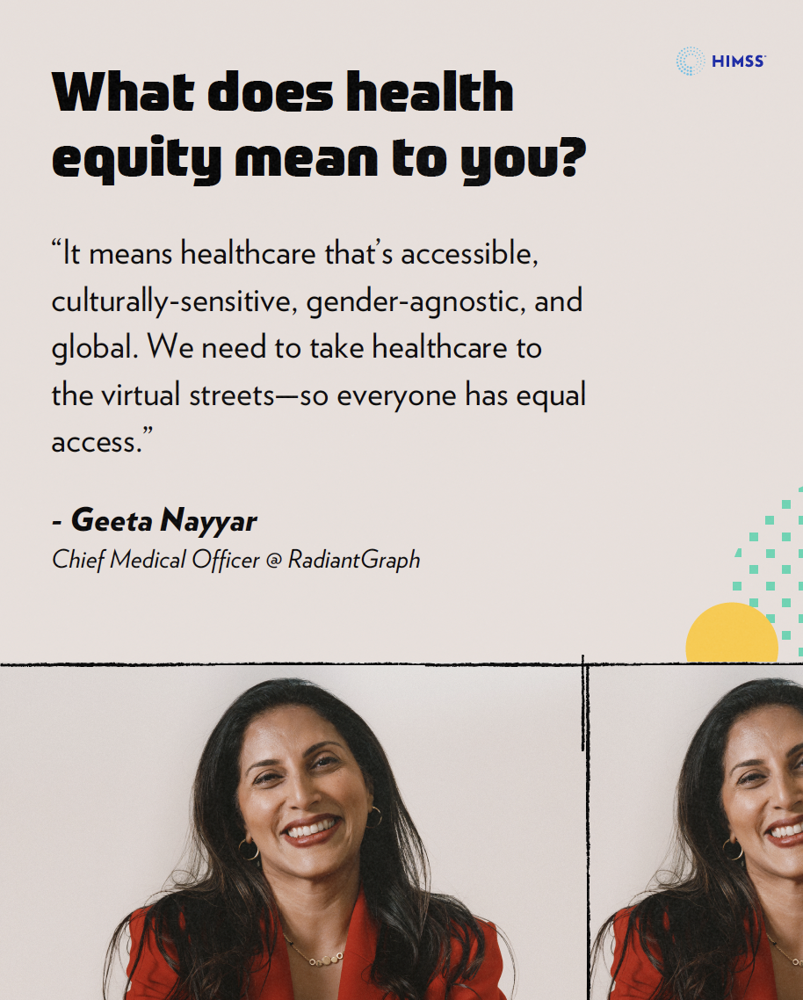 HIMSS
What does health
equity mean to you?
“It means healthcare that’s accessible,
culturally-sensitive, gender-agnostic, and
global. We need to take healthcare to
the virtual streets—so everyone has equal
access.”
- Geeta Nayyar
Chief Medical Officer @ RadiantGraph